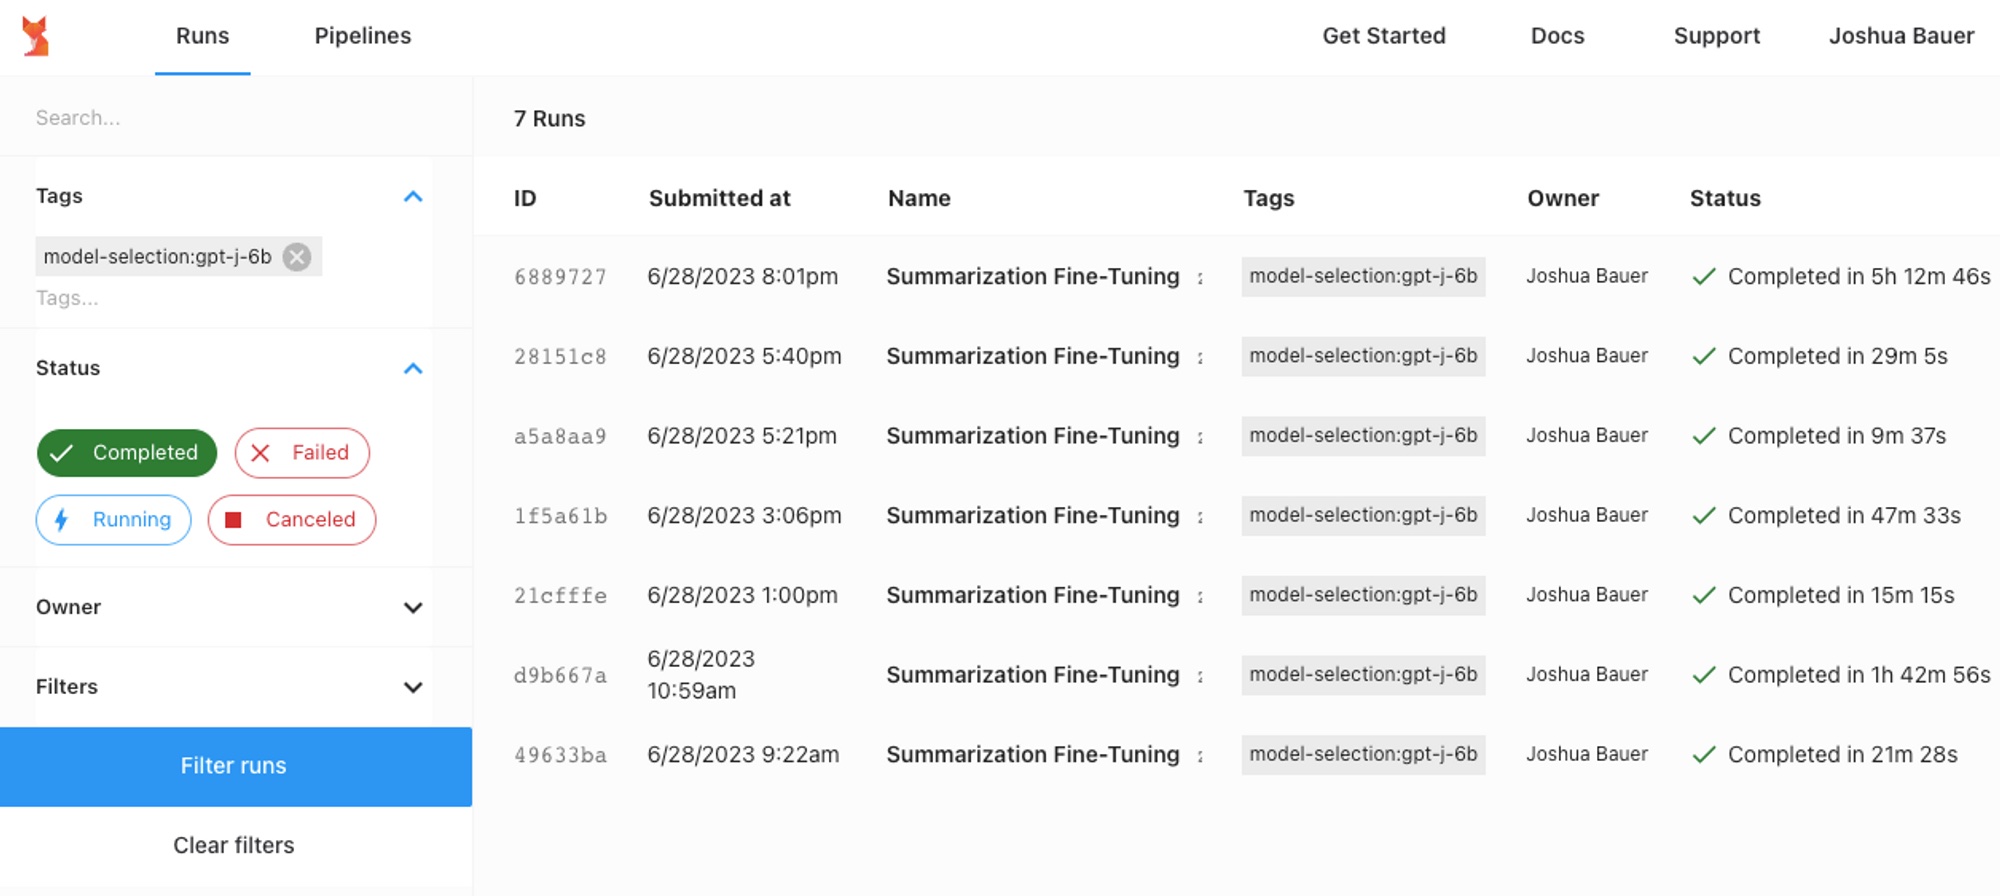 Runs Pipelines Get Started Docs Support Joshua Bauer
Search...
Tags
model-selection:gpt-j-6b
Tags...
Status
Completed Failed
Running Canceled
Owner
Filters
Filter runs
Clear filters
7 Runs
ID Submitted at Name Tags Owner Status
6889727 6/28/2023 8:01pm Summarization Fine-Tuning model-selection:gpt-j-6b Joshua Bauer Completed in 5h 12m 46s
28151c8 6/28/2023 5:40pm Summarization Fine-Tuning model-selection:gpt-j-6b Joshua Bauer Completed in 29m 5s
a5a8aa9 6/28/2023 5:21pm Summarization Fine-Tuning model-selection:gpt-j-6b Joshua Bauer Completed in 9m 37s
1f5a61b 6/28/2023 3:06pm Summarization Fine-Tuning model-selection:gpt-j-6b Joshua Bauer Completed in 47m 33s
21cfffe 6/28/2023 1:00pm Summarization Fine-Tuning model-selection:gpt-j-6b Joshua Bauer Completed in 15m 15s
d9b667a 6/28/2023 10:59am Summarization Fine-Tuning model-selection:gpt-j-6b Joshua Bauer Completed in 1h 42m 56s
49633ba 6/28/2023 9:22am Summarization Fine-Tuning model-selection:gpt-j-6b Joshua Bauer Completed in 21m 28s